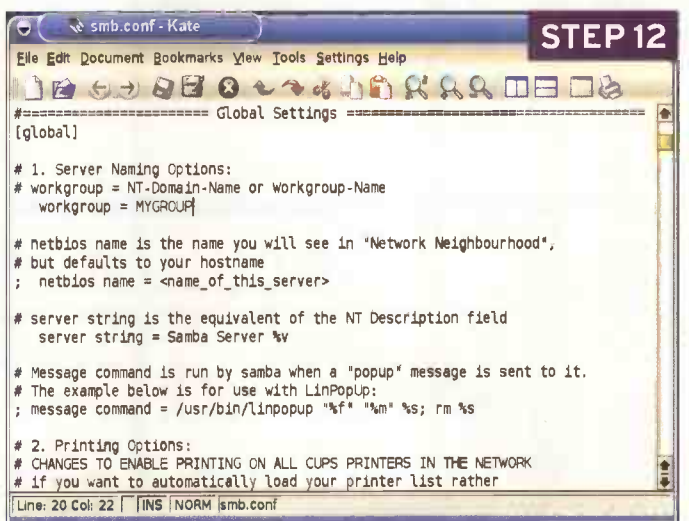 smb.conf - Kate
STEP 12
File Edit Document Bookmarks View Tools Settings Help
#======================= Global Settings =====================================
[global]
# 1. Server Naming Options:
# workgroup = NT-Domain-Name or Workgroup-Name
workgroup = MYGROUP
# netbios name is the name you will see in "Network Neighbourhood",
# but defaults to your hostname
; netbios name = <name_of_this_server>
# server string is the equivalent of the NT Description field
server string = Samba Server %v
# Message command is run by samba when a "popup" message is sent to it.
# The example below is for use with LinPopUp:
; message command = /usr/bin/linpopup "%f" "%m" %s; rm %s
# 2. Printing Options:
# CHANGES TO ENABLE PRINTING ON ALL CUPS PRINTERS IN THE NETWORK
# if you want to automatically load your printer list rather
Line: 20 Col: 22 INS NORM smb.conf